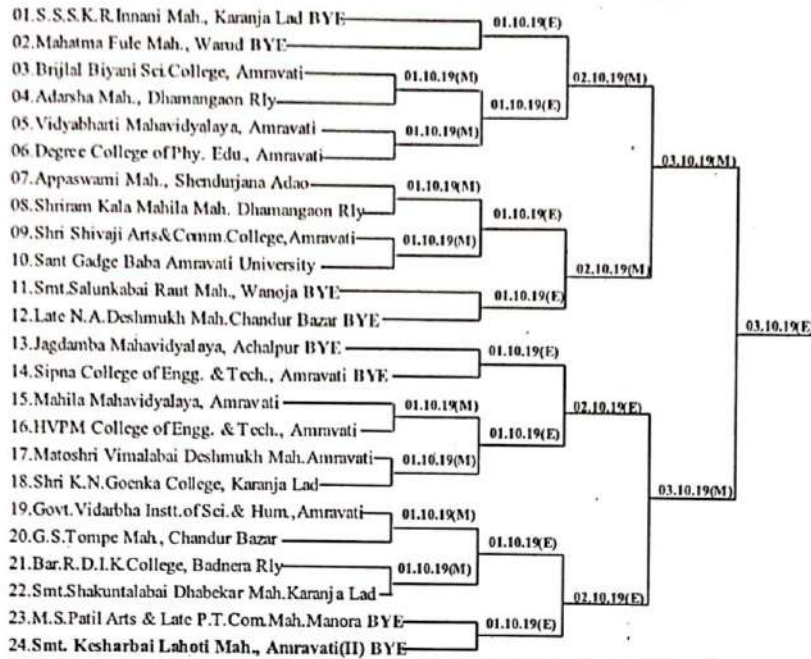 01.S.S.S.K.R.Innani Mah., Karanja Lad BYE
02.Mahatma Fule Mah., Warud BYE
03.Brijlal Biyani Sci.College, Amravati
04.Adarsha Mah., Dhamangaon Rly
05.Vidyabharti Mahavidyalaya, Amravati
06.Degree College of Phy. Edu., Amravati
07.Appaswami Mah., Shendurjana Adao
08.Shriram Kala Mahila Mah. Dhamangaon Rly
09.Shri Shivaji Arts&Comm.College,Amravati
10.Sant Gadge Baba Amravati University
11.Smt.Salunkabai Raut Mah., Wanoja BYE
12.Late N.A.Deshmukh Mah.Chandur Bazar BYE
13.Jagdamba Mahavidyalaya, Achalpur BYE
14.Sipna College of Engg. & Tech., Amravati BYE
15.Mahila Mahavidyalaya, Amravati
16.HVPM College of Engg. & Tech., Amravati
17.Matoshri Vimalabai Deshmukh Mah.Amravati
18.Shri K.N.Goenka College, Karanja Lad
19.Govt.Vidarbha Instt.of Sci.& Hum.,Amravati
20.G.S.Tompe Mah., Chandur Bazar
21.Bar.R.D.I.K.College, Badnera Rly
22.Smt.Shakuntalabai Dhabekar Mah.Karanja Lad
23.M.S.Patil Arts & Late P.T.Com.Mah.Manora BYE
24.Smt. Kesharbai Lahoti Mah., Amravati(II) BYE
01.10.19(M)
01.10.19(M)
01.10.19(M)
01.10.19(M)
01.10.19(M)
01.10.19(M)
01.10.19(M)
01.10.19(M)
01.10.19(E)
01.10.19(E)
01.10.19(E)
01.10.19(E)
01.10.19(E)
01.10.19(E)
01.10.19(E)
01.10.19(E)
02.10.19(M)
02.10.19(M)
02.10.19(E)
02.10.19(E)
03.10.19(M)
03.10.19(M)
03.10.19(E)